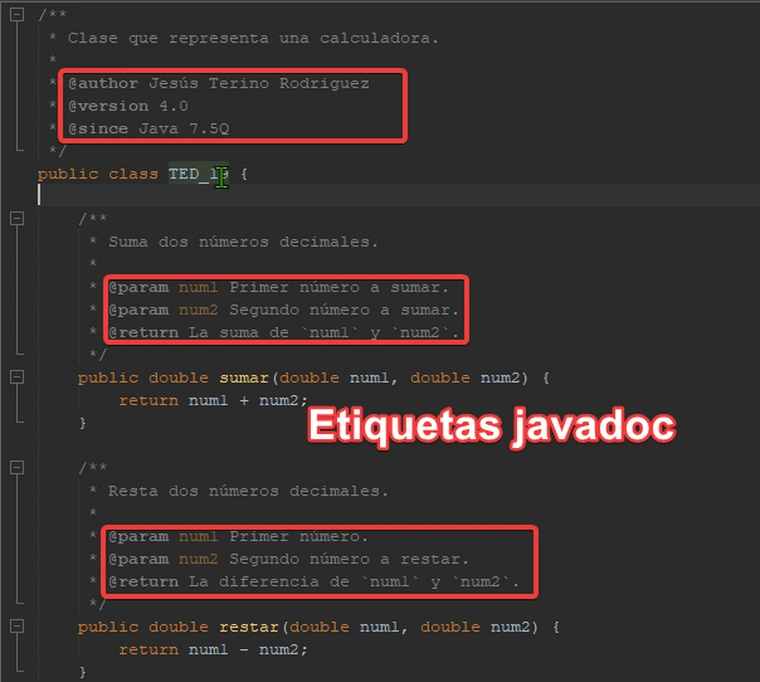 /**
* Clase que representa una calculadora.
*
* @author Jesús Terino Rodriguez
* @version 4.0
* @since Java 7.5Q
*/
public class TED_19 {
/**
* Suma dos números decimales.
*
* @param num1 Primer número a sumar.
* @param num2 Segundo número a sumar.
* @return La suma de `num1` y `num2`.
*/
public double sumar(double num1, double num2) {
return num1 + num2;
}
Etiquetas javadoc
/**
* Resta dos números decimales.
*
* @param num1 Primer número.
* @param num2 Segundo número a restar.
* @return La diferencia de `num1` y `num2`.
*/
public double restar(double num1, double num2) {
return num1 - num2;
}